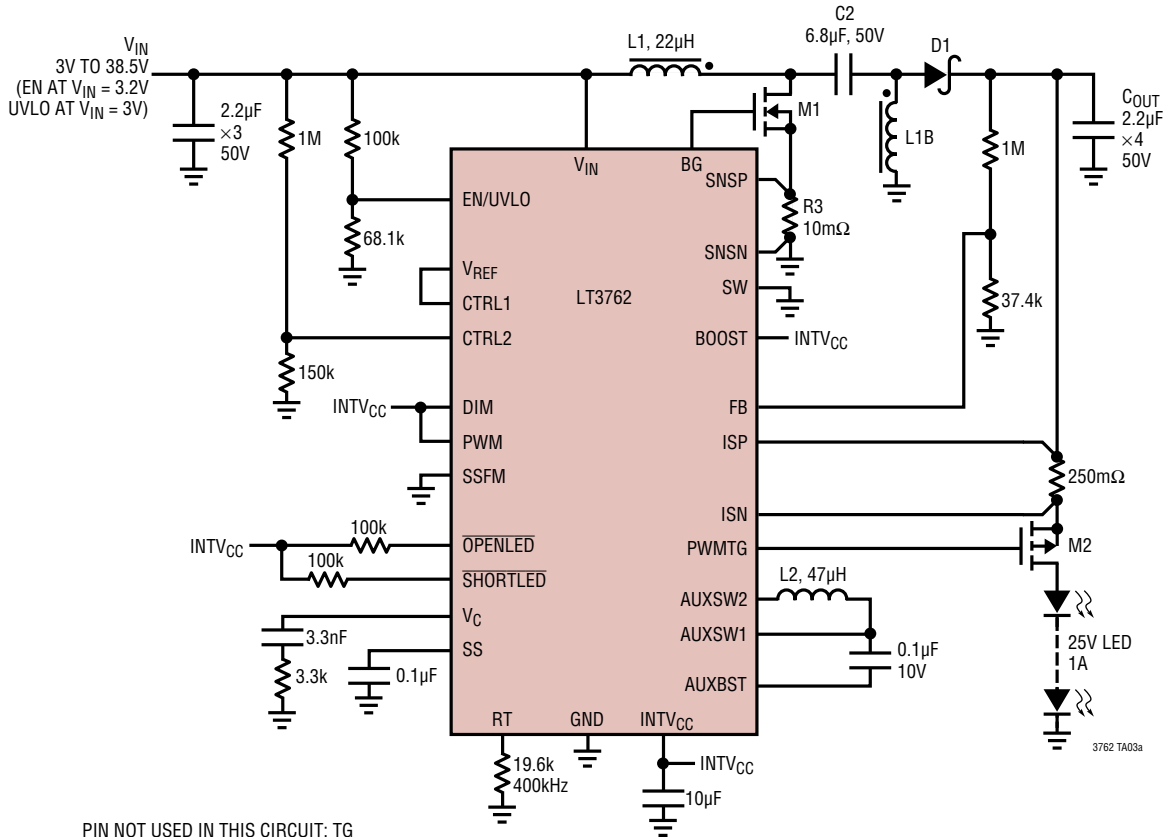 V_IN
3V TO 38.5V
(EN AT V_IN = 3.2V
UVLO AT V_IN = 3V)
2.2µF
×3
50V
1M
100k
L1, 22µH
C2
6.8µF, 50V
D1
M1
L1B
1M
C_OUT
2.2µF
×4
50V
V_IN
BG
SNSP
EN/UVLO
68.1k
R3
10mΩ
SNSN
V_REF
CTRL1
LT3762
SW
37.4k
CTRL2
BOOST
INTV_CC
150k
INTV_CC
DIM
FB
PWM
ISP
SSFM
250mΩ
ISN
INTV_CC
100k
OPENLED
PWMTG
M2
100k
SHORTLED
L2, 47µH
AUXSW2
V_C
AUXSW1
3.3nF
SS
0.1µF
10V
25V LED
1A
3.3k
0.1µF
AUXBST
RT
GND
INTV_CC
3762 TA03a
19.6k
400kHz
INTV_CC
10µF
PIN NOT USED IN THIS CIRCUIT: TG